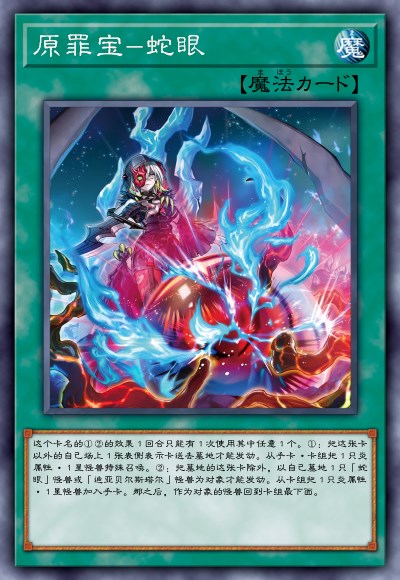 原罪宝-蛇眼
魔
【魔法カード】
ま ほう
这个卡名的①②的效果1回合只能有1次使用其中任意1个。①：把这张卡
以外的自己场上1张表侧表示卡送去墓地才能发动。从手卡·卡组把1只炎
属性·1星怪兽特殊召唤。②：把墓地的这张卡除外，以自己墓地1只「蛇
眼」怪兽或「迪亚贝尔斯塔尔」怪兽为对象才能发动。从卡组把1只炎属
性·1星怪兽加入手卡。那之后，作为对象的怪兽回到卡组最下面。